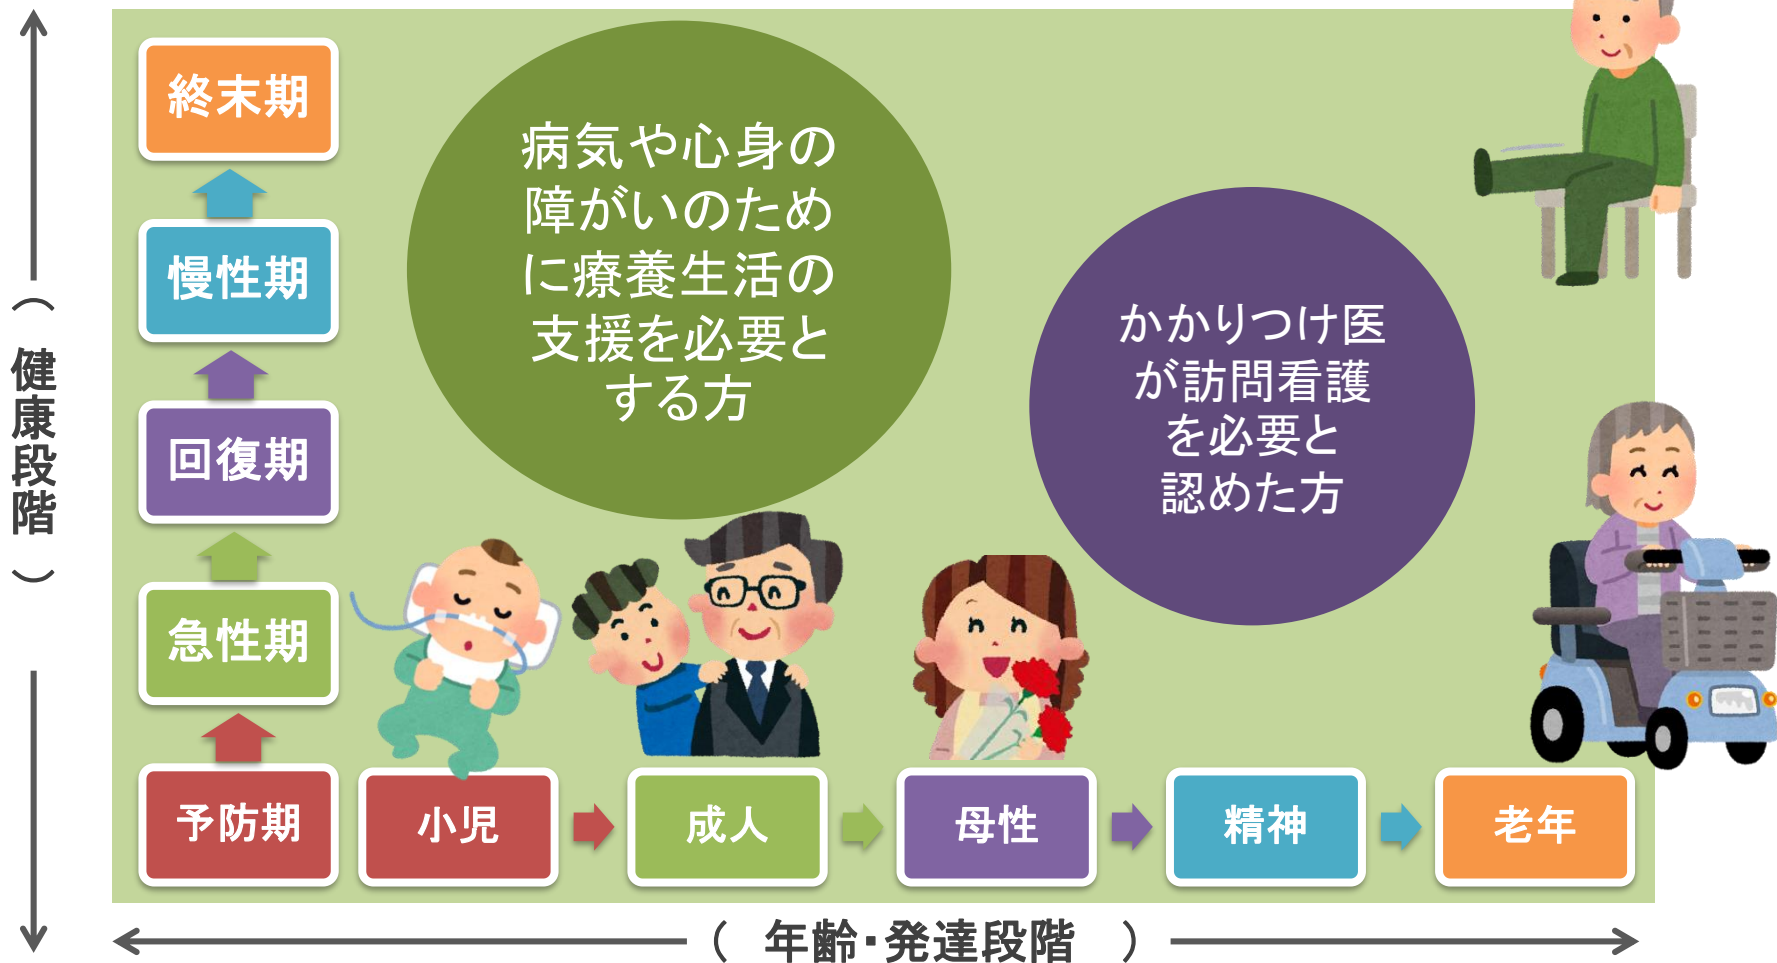 終末期
慢性期
回復期
急性期
予防期
（健康段階）
病気や心身の
障がいのため
に療養生活の
支援を必要と
する方
かかりつけ医
が訪問看護
を必要と
認めた方
小児
成人
母性
精神
老年
（　年齢・発達段階　）